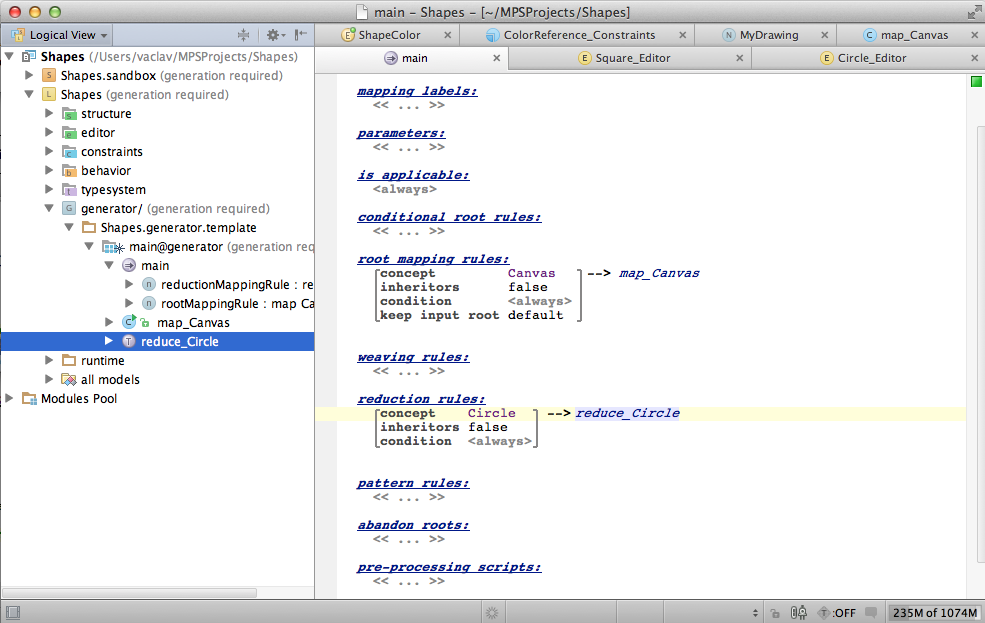 main – Shapes – [~/MPSProjects/Shapes]
Logical View
ShapeColor
ColorReference_Constraints
MyDrawing
map_Canvas
main
Square_Editor
Circle_Editor
Shapes (/Users/vaclav/MPSProjects/Shapes)
S Shapes.sandbox (generation required)
L Shapes (generation required)
structure
editor
constraints
behavior
typesystem
generator/ (generation required)
Shapes.generator.template
main@generator (generation req
main
reductionMappingRule : re
rootMappingRule : map Ca
map_Canvas
reduce_Circle
runtime
all models
Modules Pool
mapping labels:
<< ... >>
parameters:
<< ... >>
is applicable:
<always>
conditional root rules:
<< ... >>
root mapping rules:
concept Canvas --> map_Canvas
inheritors false
condition <always>
keep input root default
weaving rules:
<< ... >>
reduction rules:
concept Circle --> reduce_Circle
inheritors false
condition <always>
pattern rules:
<< ... >>
abandon roots:
<< ... >>
pre-processing scripts:
<< ... >>
T :OFF
235M of 1074M